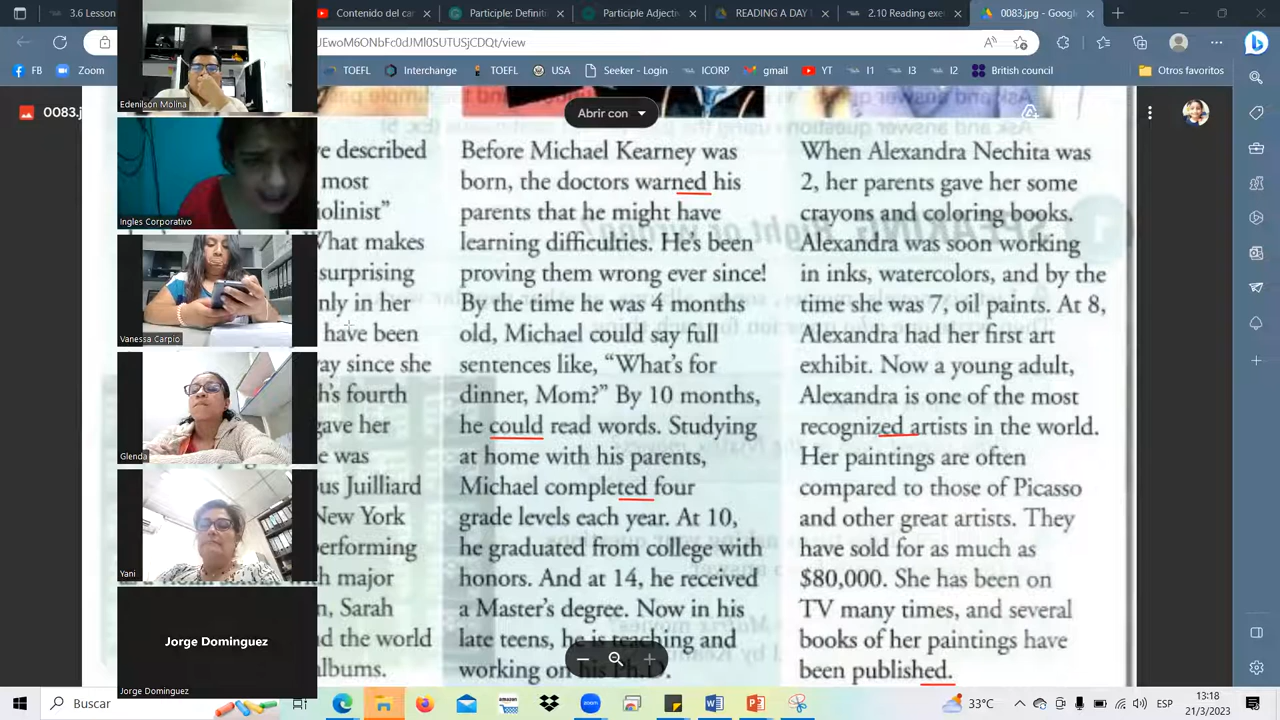 3.6 Lesson
Contenido del car
Participle: Definit
Participle Adjectiv
READING A DAY I
2.10 Reading exer
0083.jpg - Google
JEwoM6ONbFc0dJMl0SUTUSjCDQt/view
FB
Zoom
TOEFL
Interchange
TOEFL
USA
Seeker - Login
ICORP
gmail
YT
I1
I3
I2
British council
Otros favoritos
0083.j
Abrir con
Edenilson Molina
Ingles Corporativo
Vanessa Carpio
Glenda
Yani
Jorge Dominguez
Jorge Dominguez
ve described
most
iolinist”
What makes
surprising
nly in her
have been
ay since she
h's fourth
gave her
e was
us Juilliard
New York
performing
h major
n, Sarah
d the world
lbums.
Before Michael Kearney was
born, the doctors warned his
parents that he might have
learning difficulties. He's been
proving them wrong ever since!
By the time he was 4 months
old, Michael could say full
sentences like, “What's for
dinner, Mom?” By 10 months,
he could read words. Studying
at home with his parents,
Michael completed four
grade levels each year. At 10,
he graduated from college with
honors. And at 14, he received
a Master's degree. Now in his
late teens, he is teaching and
working on his Ph.D.
When Alexandra Nechita was
2, her parents gave her some
crayons and coloring books.
Alexandra was soon working
in inks, watercolors, and by the
time she was 7, oil paints. At 8,
Alexandra had her first art
exhibit. Now a young adult,
Alexandra is one of the most
recognized artists in the world.
Her paintings are often
compared to those of Picasso
and other great artists. They
have sold for as much as
$80,000. She has been on
TV many times, and several
books of her paintings have
been published.
Buscar
33°C
ESP
15:18
21/3/2023